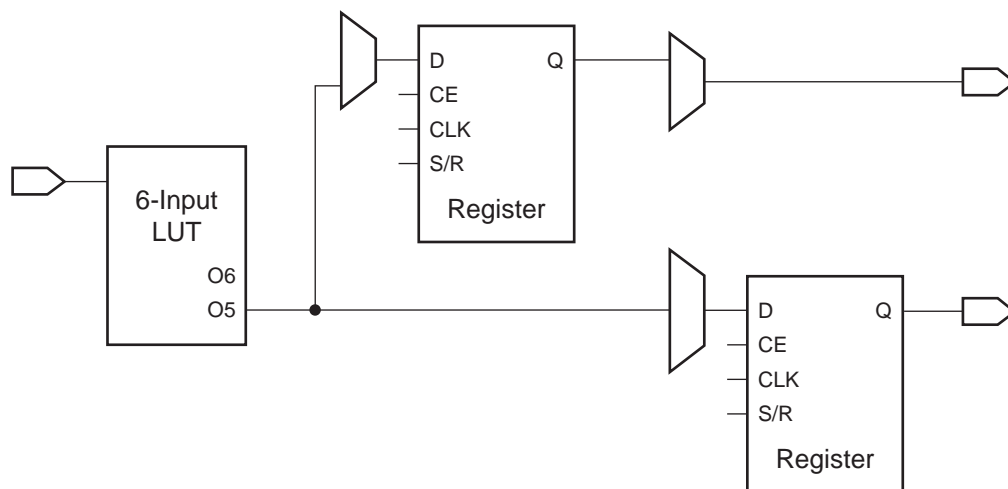 D
Q
CE
CLK
S/R
Register
6-Input
LUT
O6
O5
D
Q
CE
CLK
S/R
Register